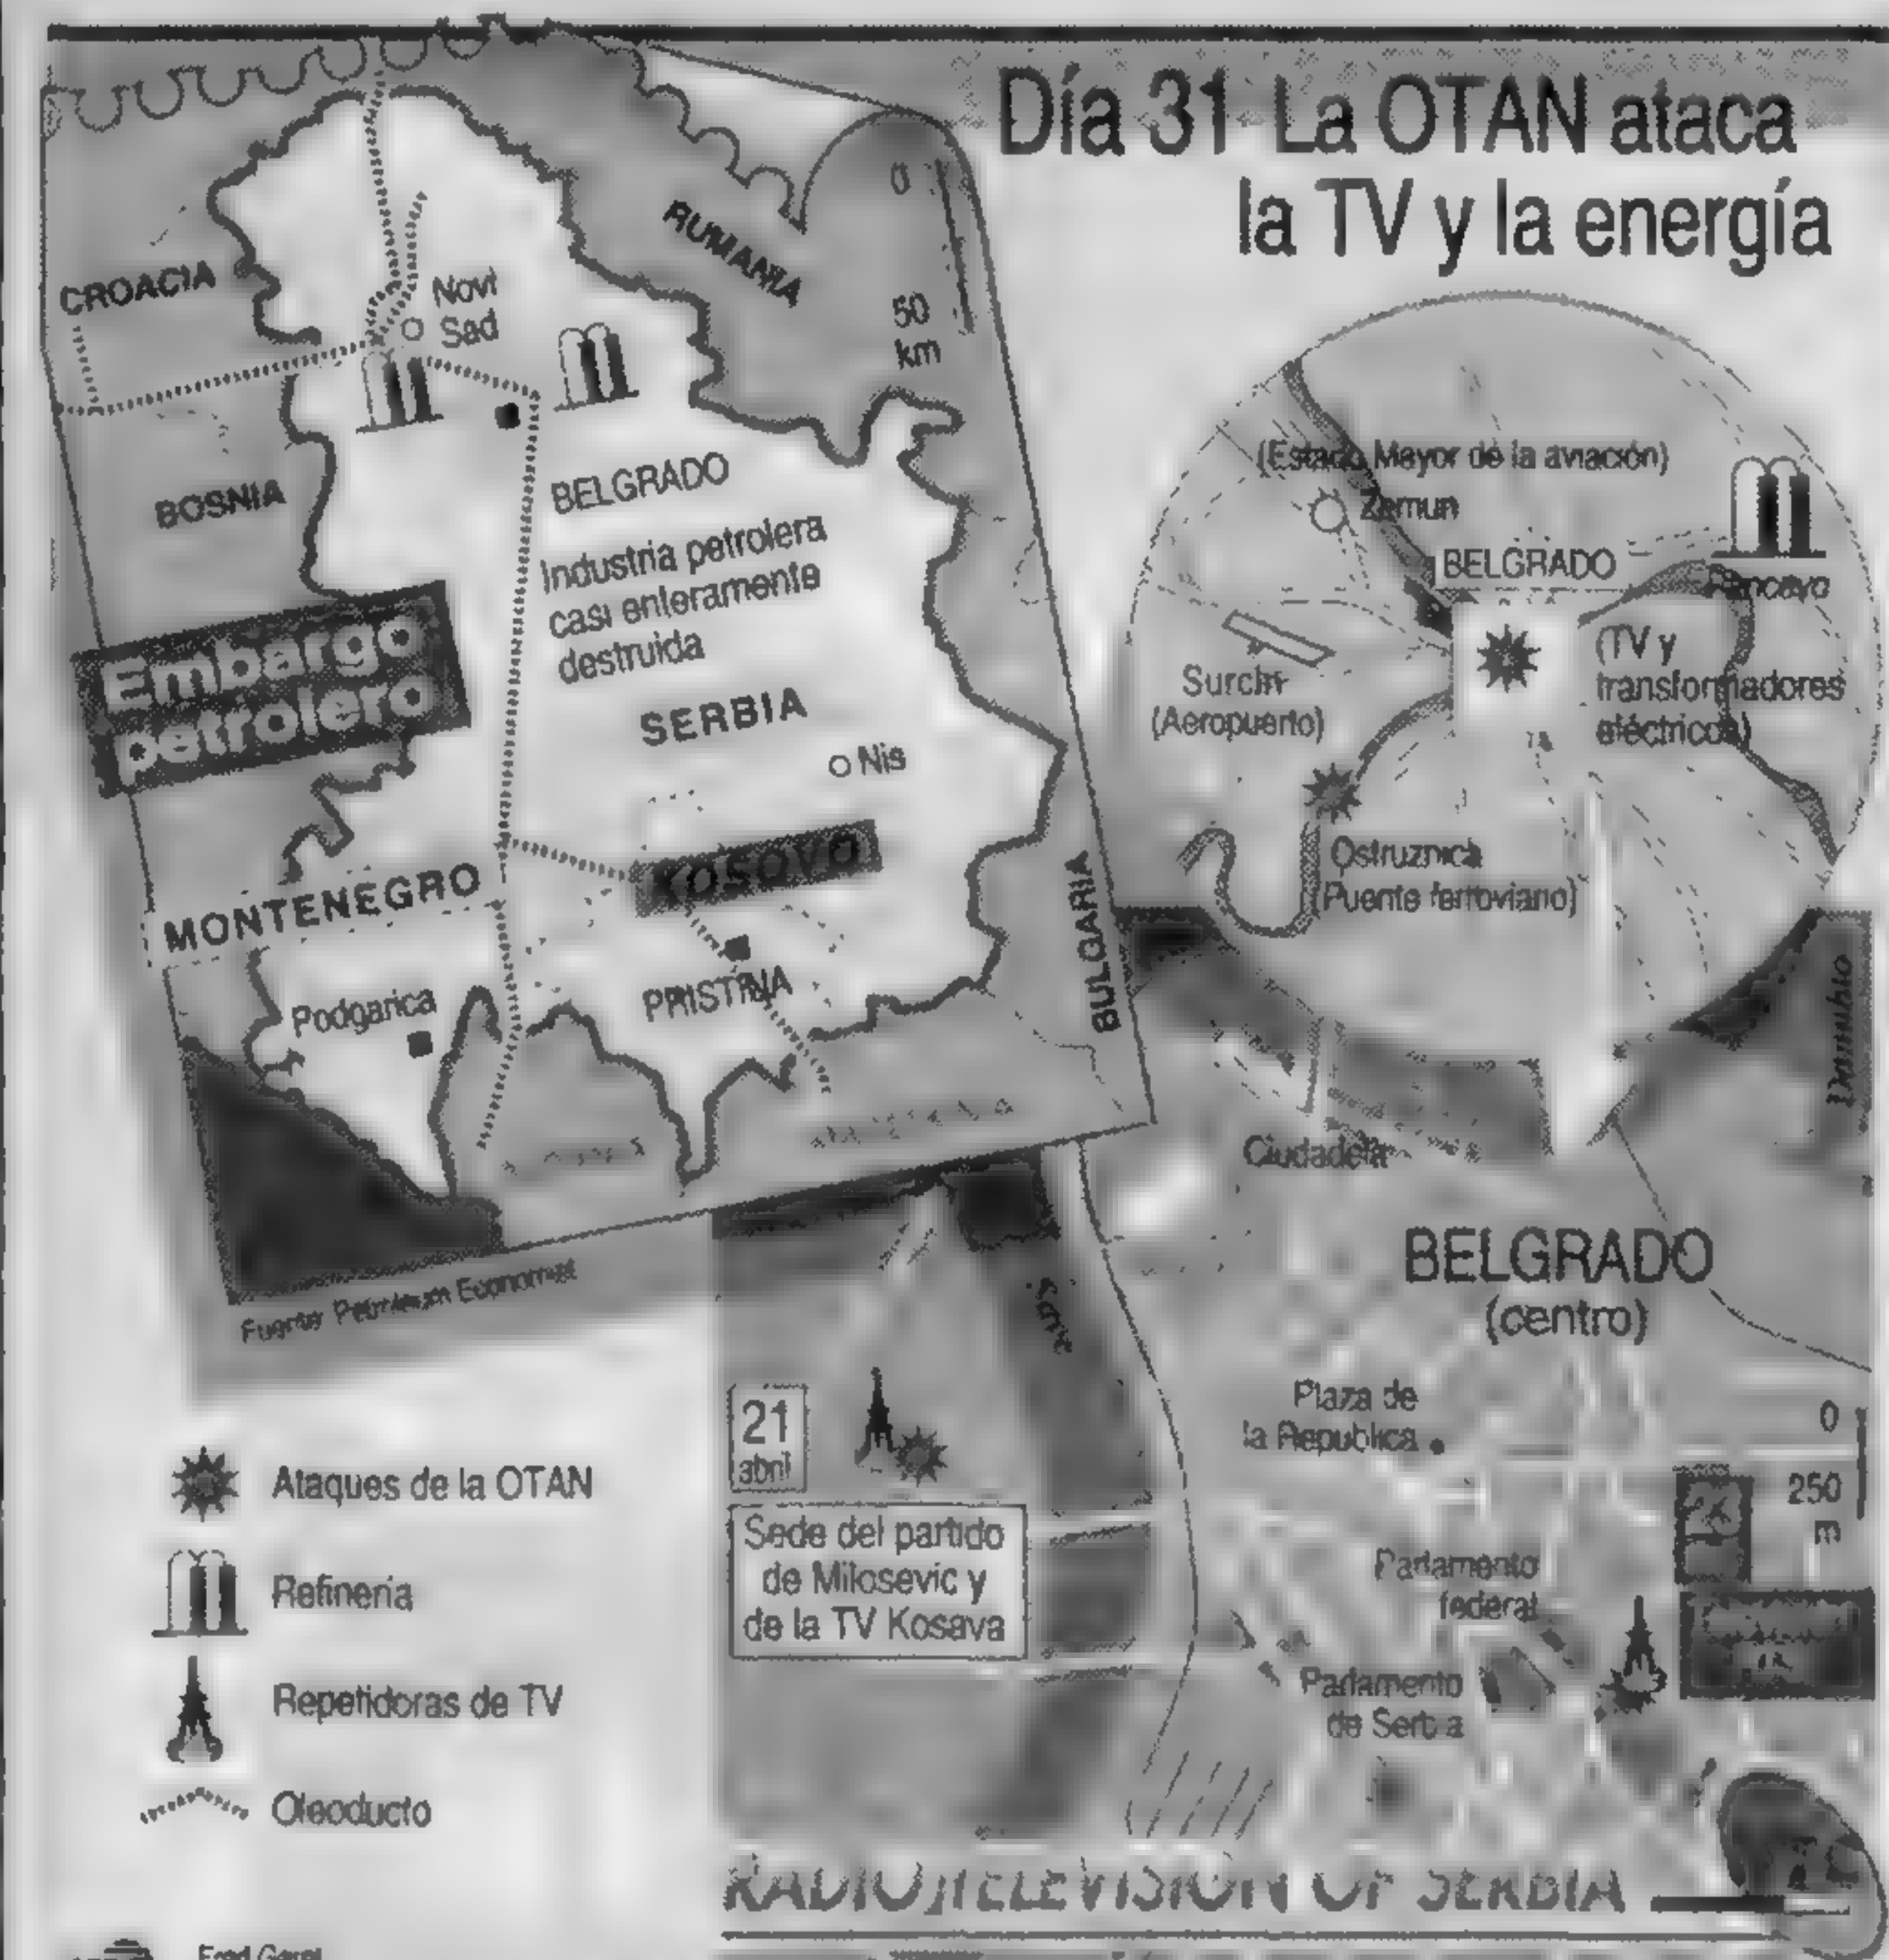 Día 31 La OTAN ataca
la TV y la energía
CROACIA
RUMANIA
0
50
km
Novi
Sad
BOSNIA
BELGRADO
Industria petrolera
casi enteramente
destruida
Embargo
petrolero
SERBIA
Nis
KOSOVO
MONTENEGRO
PRISTINA
Podgarica
BULGARIA
Fuente Petroleum Economist
(Estado Mayor de la aviación)
Zemun
BELGRADO
Pancevo
(TV y
transformadores
eléctricos)
Surcin
(Aeropuerto)
Ostruznica
(Puente ferroviario)
Danubio
Ciudadela
BELGRADO
(centro)
Save
Plaza de
la Republica
0
250
m
21
abril
Sede del partido
de Milosevic y
de la TV Kosava
Parlamento
federal
Parlamento
de Serbia
Ataques de la OTAN
Refinería
Repetidoras de TV
Oleoducto
RADIO TELEVISION OF SERBIA